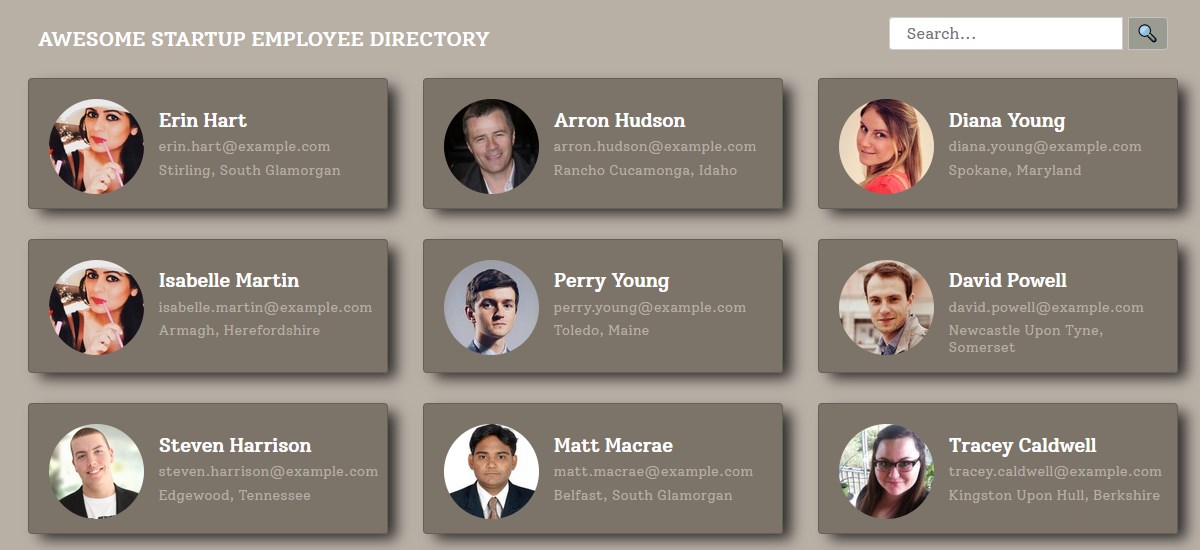 AWESOME STARTUP EMPLOYEE DIRECTORY
Search...
Erin Hart
erin.hart@example.com
Stirling, South Glamorgan
Arron Hudson
arron.hudson@example.com
Rancho Cucamonga, Idaho
Diana Young
diana.young@example.com
Spokane, Maryland
Isabelle Martin
isabelle.martin@example.com
Armagh, Herefordshire
Perry Young
perry.young@example.com
Toledo, Maine
David Powell
david.powell@example.com
Newcastle Upon Tyne,
Somerset
Steven Harrison
steven.harrison@example.com
Edgewood, Tennessee
Matt Macrae
matt.macrae@example.com
Belfast, South Glamorgan
Tracey Caldwell
tracey.caldwell@example.com
Kingston Upon Hull, Berkshire